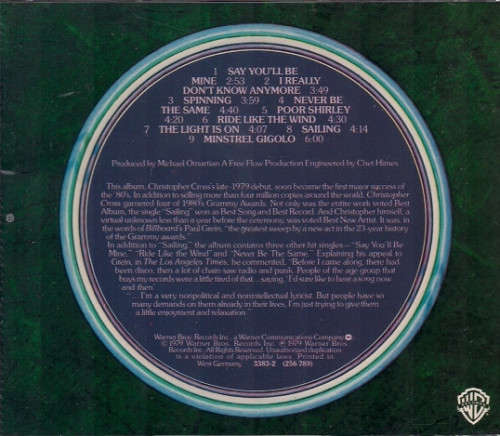 1 SAY YOU'LL BE
MINE 2:53 2 I REALLY
DON'T KNOW ANYMORE 3:49
3 SPINNING 3:59 4 NEVER BE
THE SAME 4:40 5 POOR SHIRLEY
4:20 6 RIDE LIKE THE WIND 4:30
7 THE LIGHT IS ON 4:07 8 SAILING 4:14
9 MINSTREL GIGOLO 6:00
Produced by Michael Omartian A Free Flow Production Engineered by Chet Himes
This album, Christopher Cross's late-1979 debut, soon became the first major success of
the '80's. In addition to selling more than four million copies around the world, Christopher
Cross garnered four of 1980's Grammy Awards. Not only was the entire work voted Best
Album, the single "Sailing" won as Best Song and Best Record. And Christopher himself, a
virtual unknown less than a year before the ceremony, was voted Best New Artist. It was, in
the words of Billboard's Paul Grein, "the greatest sweep by a new act in the 23-year history
of the Grammy awards."
In addition to "Sailing," the album contains three other hit singles – "Say You'll Be
Mine," "Ride Like the Wind" and "Never Be The Same." Explaining his appeal to
Grein, in The Los Angeles Times, he commented, "Before I came along, there had
been disco, then a lot of chain saw radio and punk. People of the age group that
buys my records were a little tired of that ... saying, 'I'd sure like to hear a song now
and then.'
"... I'm a very nonpolitical and nonintellectual lyricist. But people have so
many demands on them already in their lives, I'm just trying to give them
a little enjoyment and relaxation."
Warner Bros. Records Inc., a Warner Communications Company
© 1979 Warner Bros. Records Inc. ℗ 1979 Warner Bros.
Records Inc. All Rights Reserved. Unauthorized duplication
is a violation of applicable laws. Printed in
West Germany. 3383-2 (256 789)